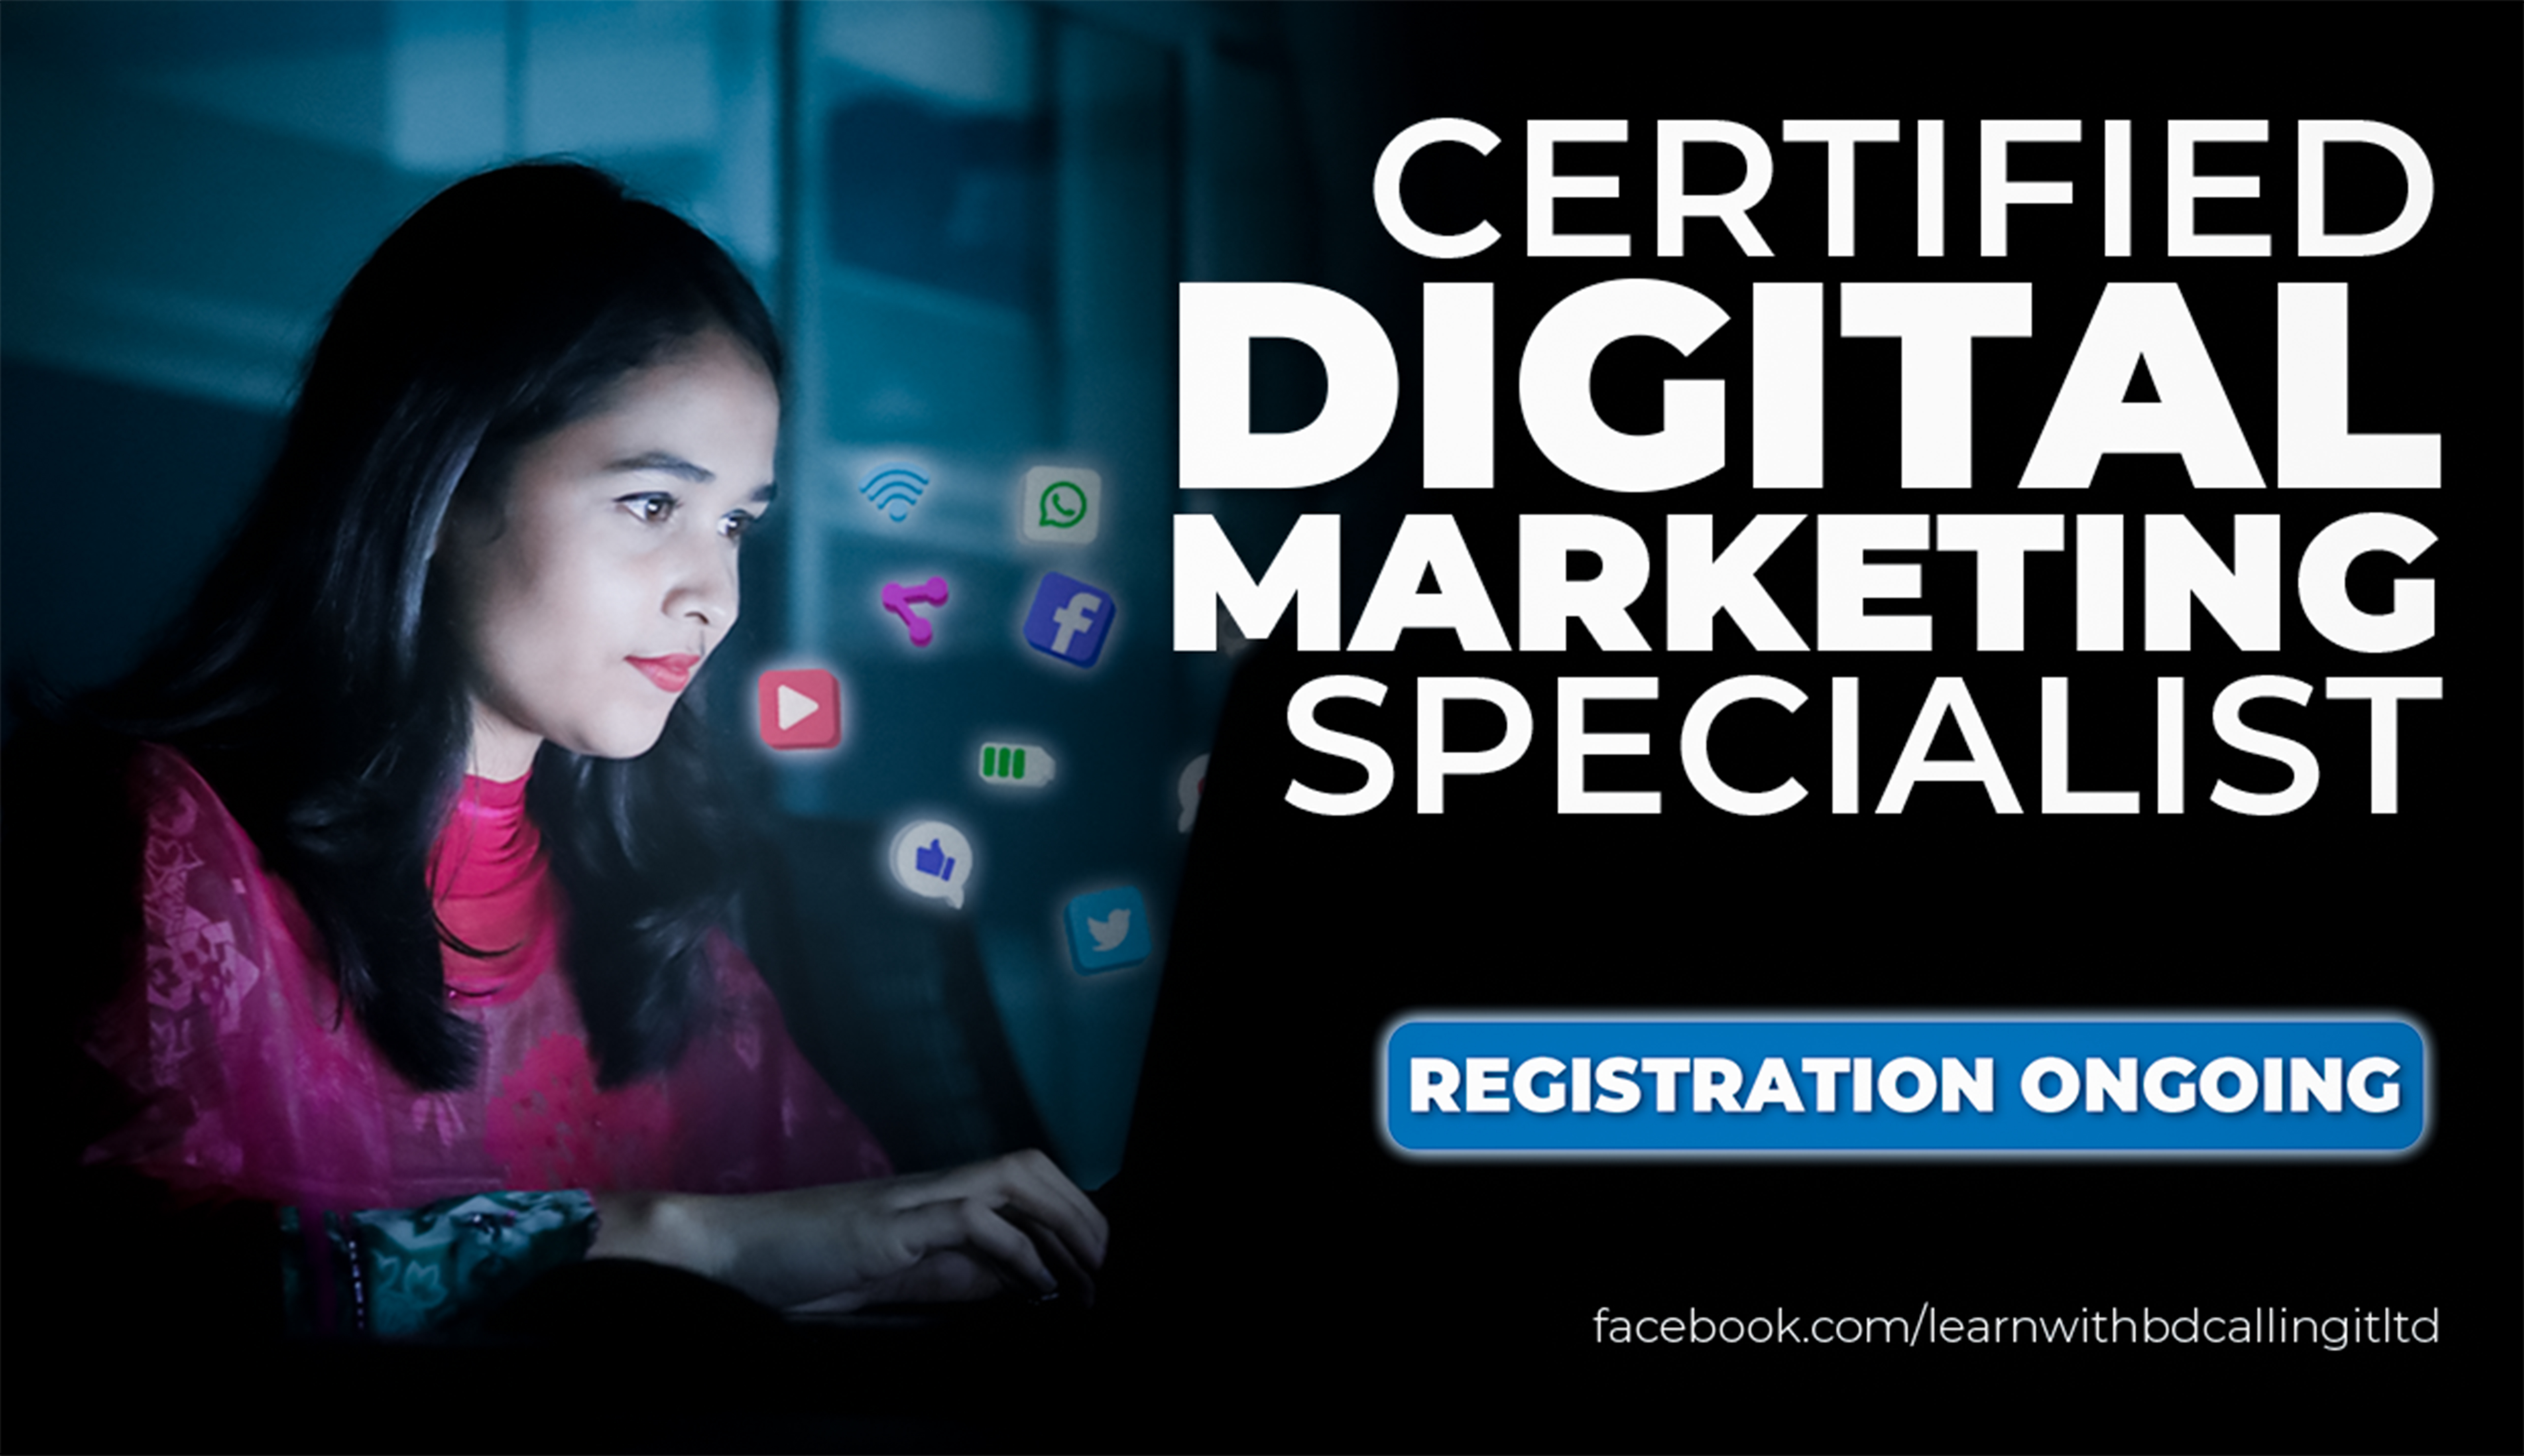 CERTIFIED
DIGITAL
MARKETING
SPECIALIST
REGISTRATION ONGOING
facebook.com/learnwithbdcallingitltd